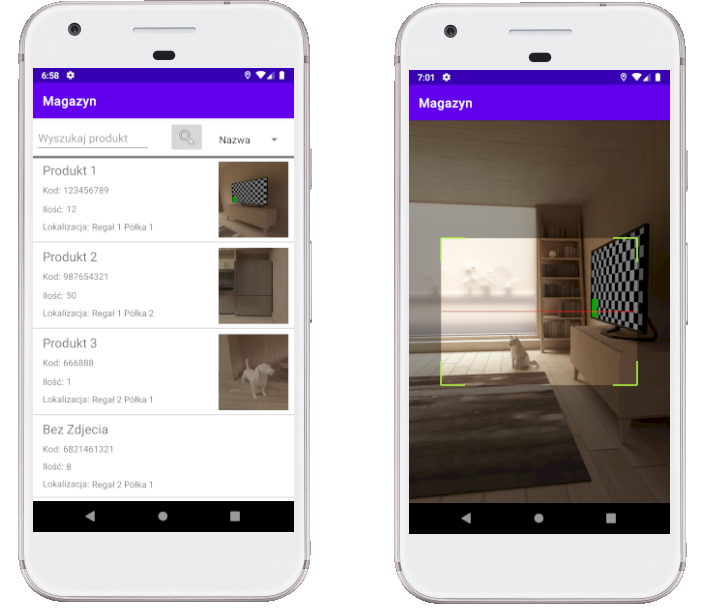 6:58
Magazyn
Wyszukaj produkt
Nazwa
Produkt 1
Kod: 123456789
Ilość: 12
Lokalizacja: Regał 1 Półka 1
Produkt 2
Kod: 987654321
Ilość: 50
Lokalizacja: Regał 1 Półka 2
Produkt 3
Kod: 666888
Ilość: 1
Lokalizacja: Regał 2 Półka 1
Bez Zdjecia
Kod: 6821461321
Ilość: 8
Lokalizacja: Regał 2 Półka 1
7:01
Magazyn